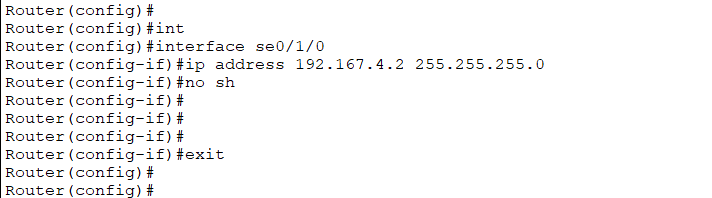 Router(config)#
Router(config)#int
Router(config)#interface se0/1/0
Router(config-if)#ip address 192.167.4.2 255.255.255.0
Router(config-if)#no sh
Router(config-if)#
Router(config-if)#
Router(config-if)#
Router(config-if)#exit
Router(config)#
Router(config)#